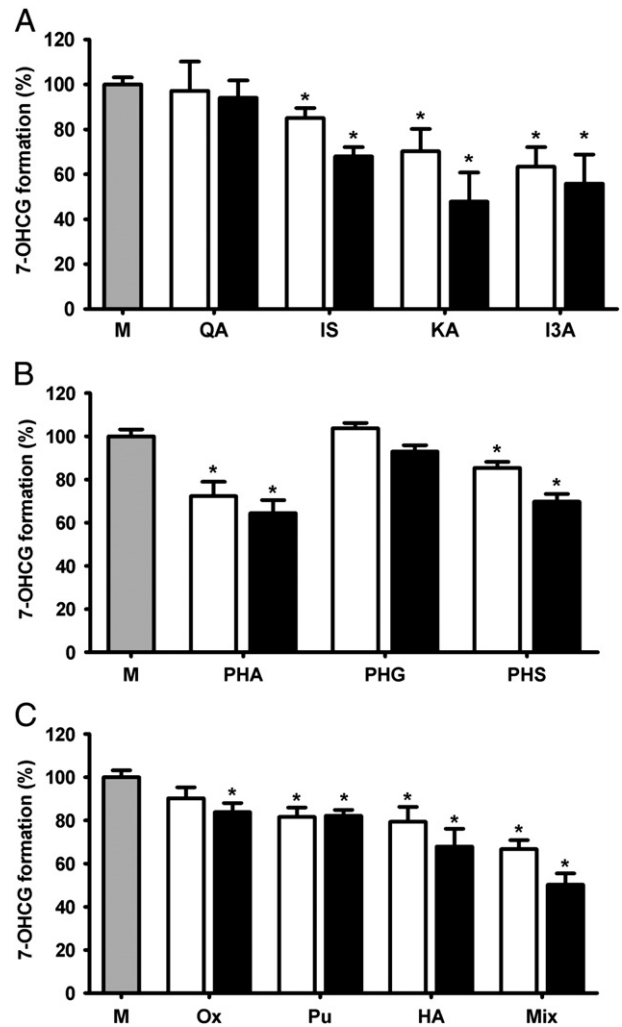 A
7-OHCG formation (%)
120
100
80
60
40
20
0
* * * * * *
M QA IS KA I3A
B
7-OHCG formation (%)
120
100
80
60
40
20
0
* * * *
M PHA PHG PHS
C
7-OHCG formation (%)
120
100
80
60
40
20
0
* * * * * * *
M Ox Pu HA Mix